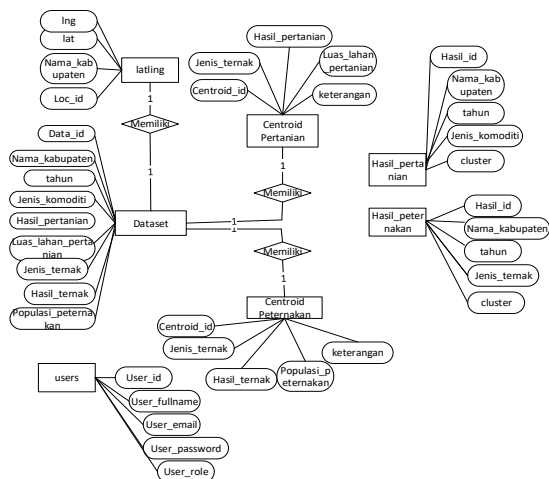 lng
lat
Nama_kab
upaten
Loc_id
latling
1
Memiliki
1
Data_id
Nama_kabupaten
tahun
Jenis_komoditi
Hasil_pertanian
Luas_lahan_perta
nian
Jenis_ternak
Hasil_ternak
Populasi_peterna
kan
Dataset
Hasil_pertanian
Jenis_ternak
Luas_lahan
_pertanian
Centroid_id
keterangan
Centroid
Pertanian
1
Memiliki
1
1
Memiliki
1
Centroid
Peternakan
Centroid_id
Jenis_ternak
Hasil_ternak
Populasi_p
eternakan
keterangan
Hasil_id
Nama_kab
upaten
tahun
Jenis_komoditi
cluster
Hasil_perta
nian
Hasil_peter
nakan
Hasil_id
Nama_kabupaten
tahun
Jenis_ternak
cluster
users
User_id
User_fullname
User_email
User_password
User_role